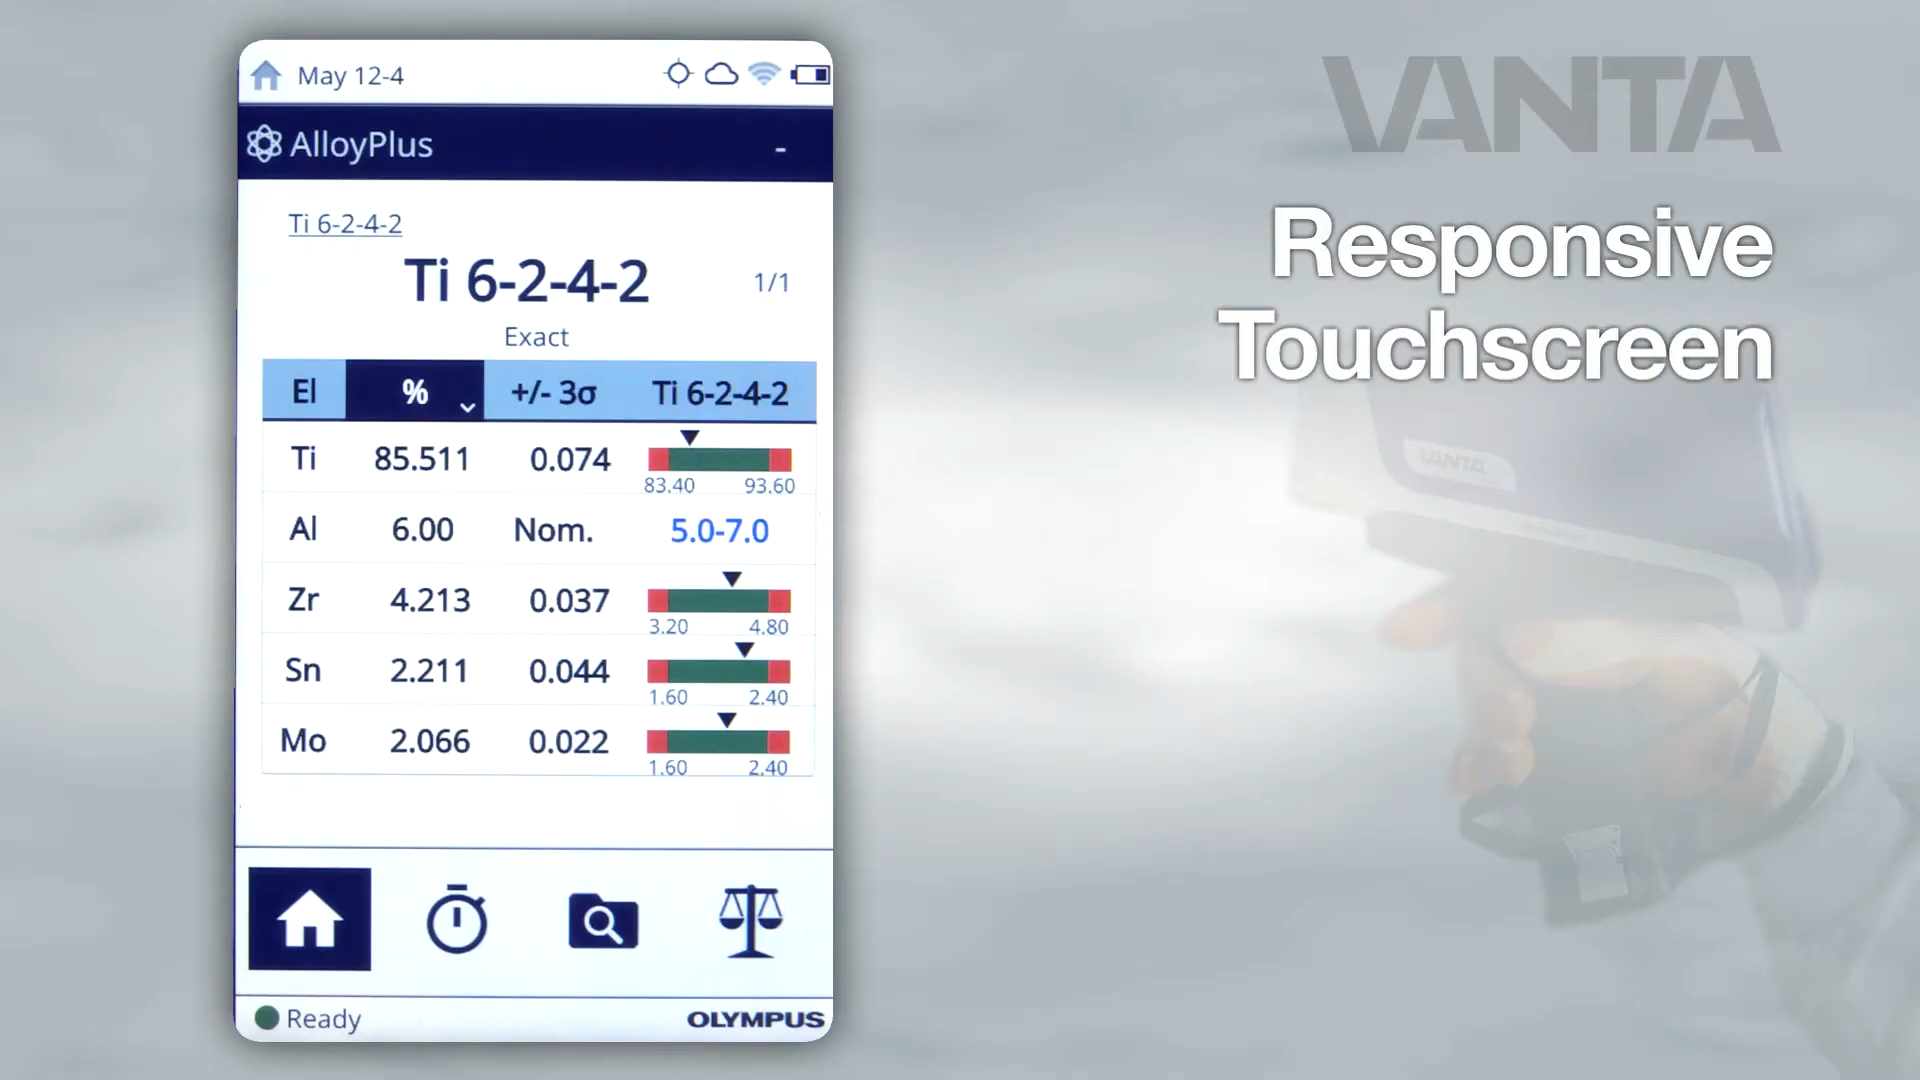 May 12-4
AlloyPlus
-
Ti 6-2-4-2
Ti 6-2-4-2
1/1
Exact
El % +/- 3σ Ti 6-2-4-2
Ti 85.511 0.074
83.40 93.60
Al 6.00 Nom. 5.0-7.0
Zr 4.213 0.037
3.20 4.80
Sn 2.211 0.044
1.60 2.40
Mo 2.066 0.022
1.60 2.40
Ready
OLYMPUS
VANTA
Responsive
Touchscreen
VANTA